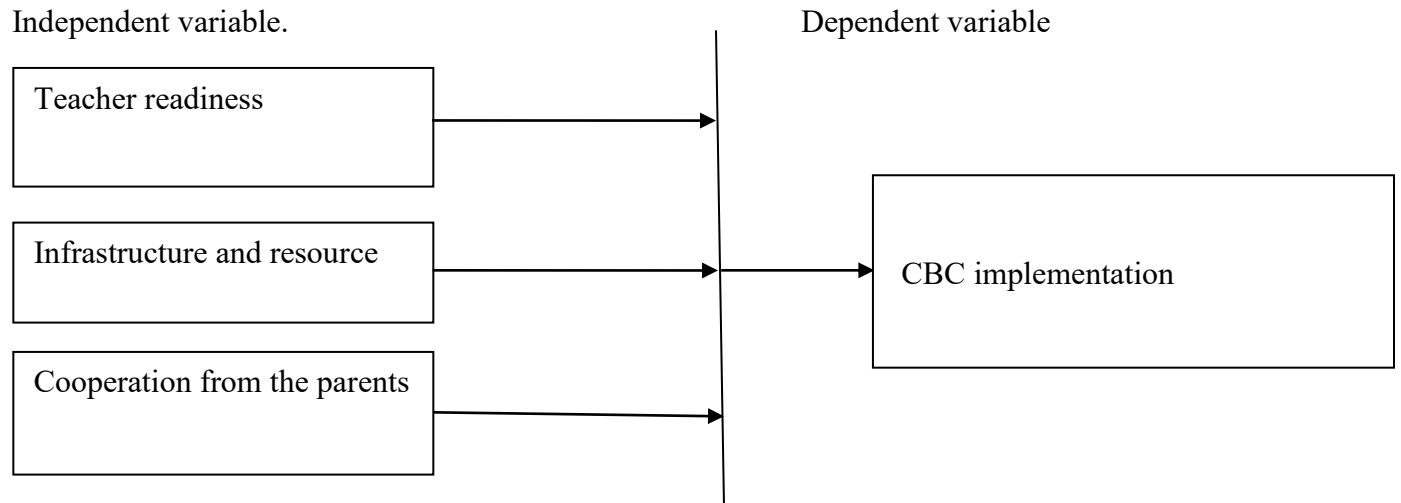 Independent variable.
Dependent variable
Teacher readiness
Infrastructure and resource
CBC implementation
Cooperation from the parents